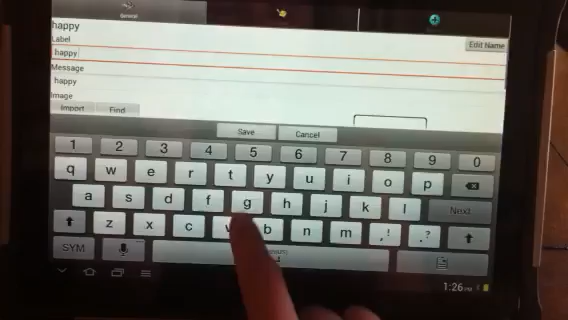 General
happy
Edit Name
Label
happy
Message
happy
Image
Import Find
Save Cancel
1 2 3 4 5 6 7 8 9 0
q w e r t y u i o p
a s d f g h j k l Next
z x c v b n m , ! . ?
SYM
1:26 PM